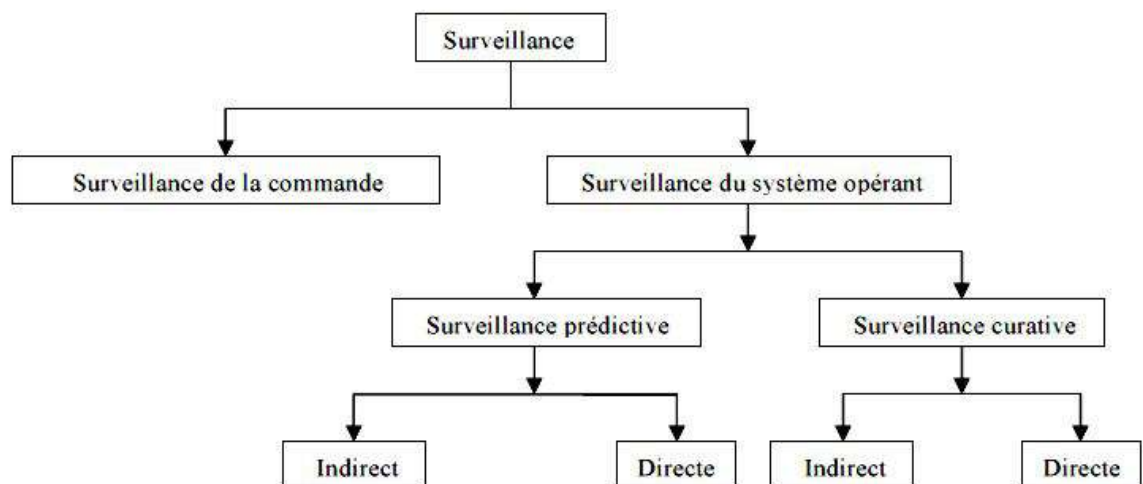 Surveillance
Surveillance de la commande
Surveillance du système opérant
Surveillance prédictive
Surveillance curative
Indirect
Directe
Indirect
Directe